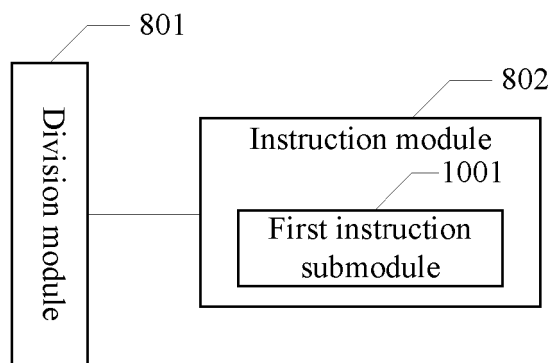 801
Division module
802
Instruction module
1001
First instruction
submodule